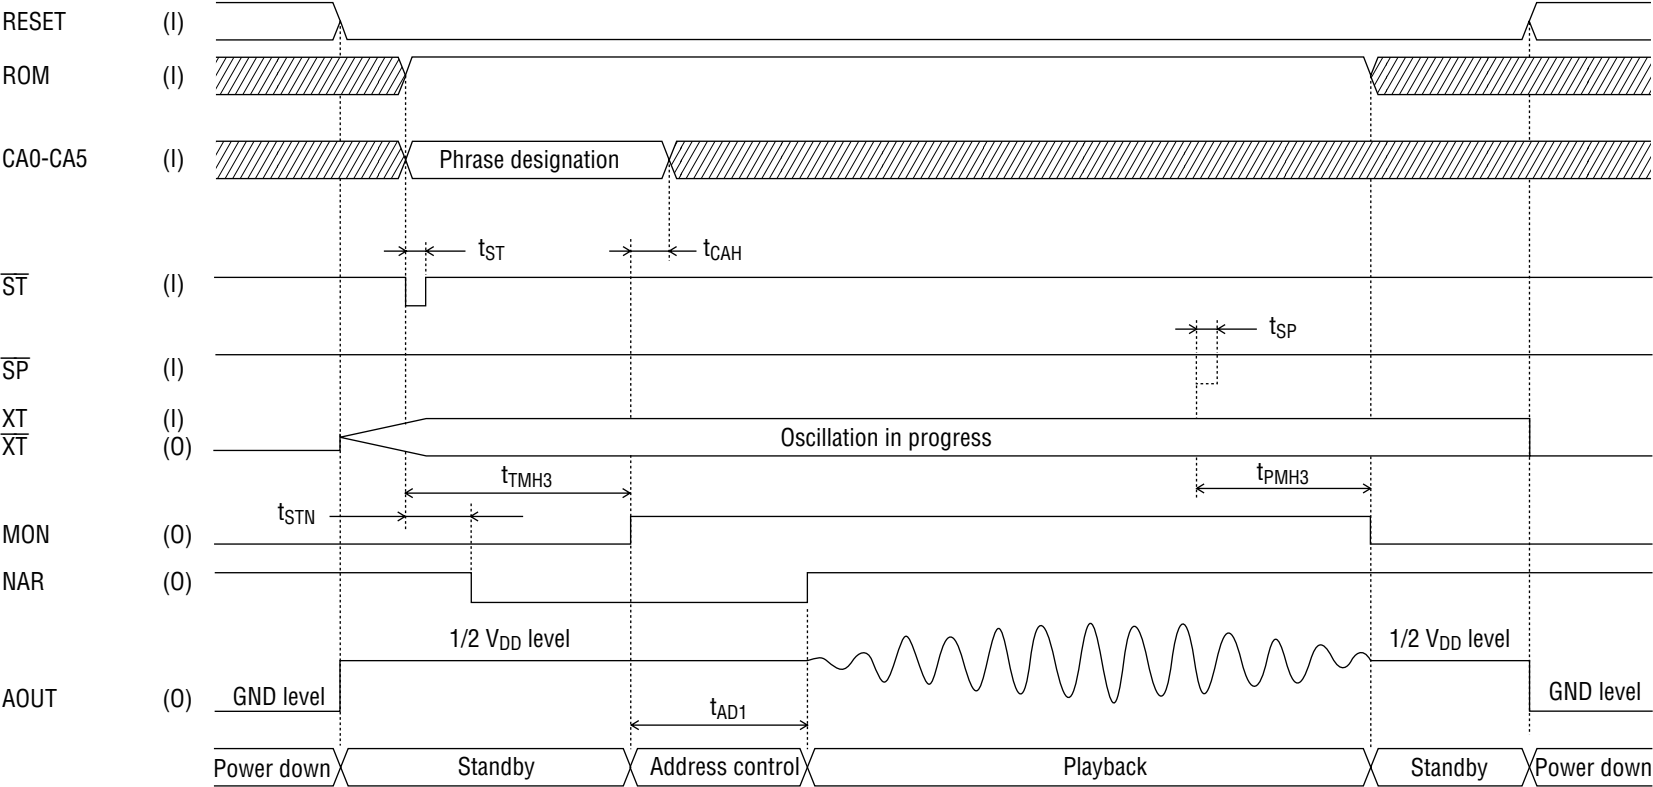 RESET (I)
ROM (I)
CA0-CA5 (I) Phrase designation
tST tCAH
ST (I)
tSP
SP (I)
XT (I)
XT (O) Oscillation in progress
tTMH3 tPMH3
tSTN
MON (O)
NAR (O)
1/2 VDD level 1/2 VDD level
AOUT (O) GND level GND level
tAD1
Power down Standby Address control Playback Standby Power down